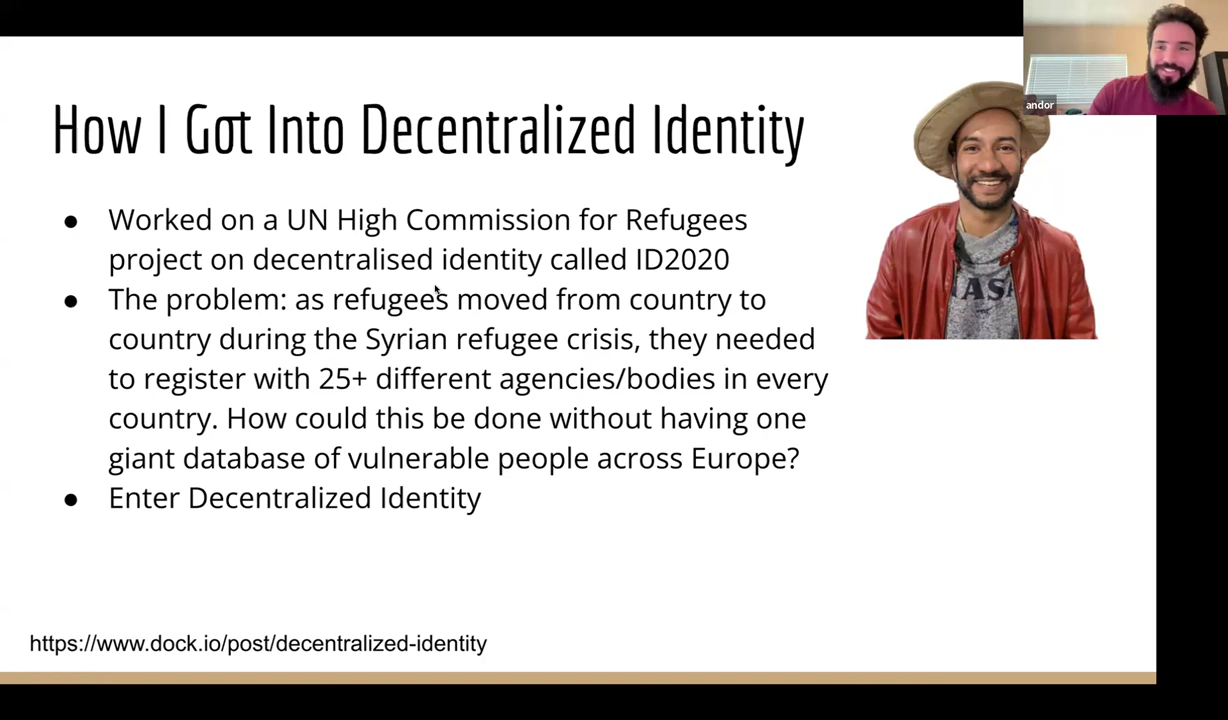 andor
How I Got Into Decentralized Identity
● Worked on a UN High Commission for Refugees
project on decentralised identity called ID2020
● The problem: as refugees moved from country to
country during the Syrian refugee crisis, they needed
to register with 25+ different agencies/bodies in every
country. How could this be done without having one
giant database of vulnerable people across Europe?
● Enter Decentralized Identity
https://www.dock.io/post/decentralized-identity